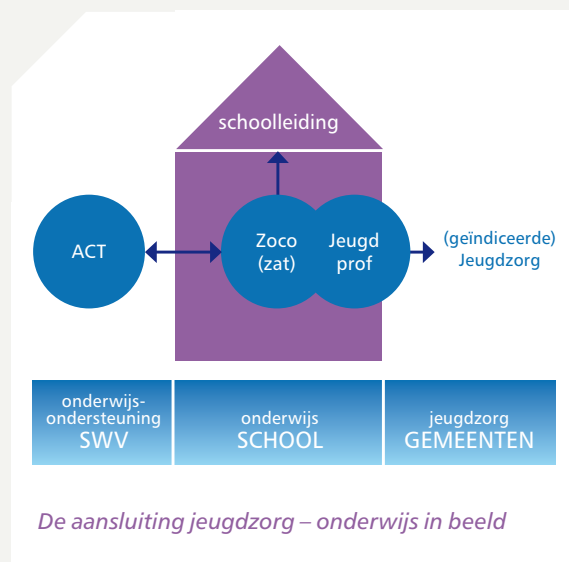 schoolleiding
ACT
Zoco
(zat)
Jeugd
prof
(geïndiceerde)
Jeugdzorg
onderwijs-
ondersteuning
SWV
onderwijs
SCHOOL
jeugdzorg
GEMEENTEN
De aansluiting jeugdzorg – onderwijs in beeld